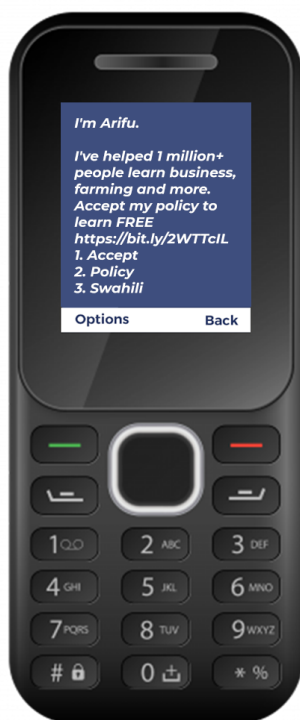 I'm Arifu.
I've helped 1 million+
people learn business,
farming and more.
Accept my policy to
learn FREE
https://bit.ly/2WTTcIL
1. Accept
2. Policy
3. Swahili
Options Back
1
2 ABC 3 DEF
4 GHI 5 JKL 6 MNO
7 PQRS 8 TUV 9 WXYZ
# 0 * %